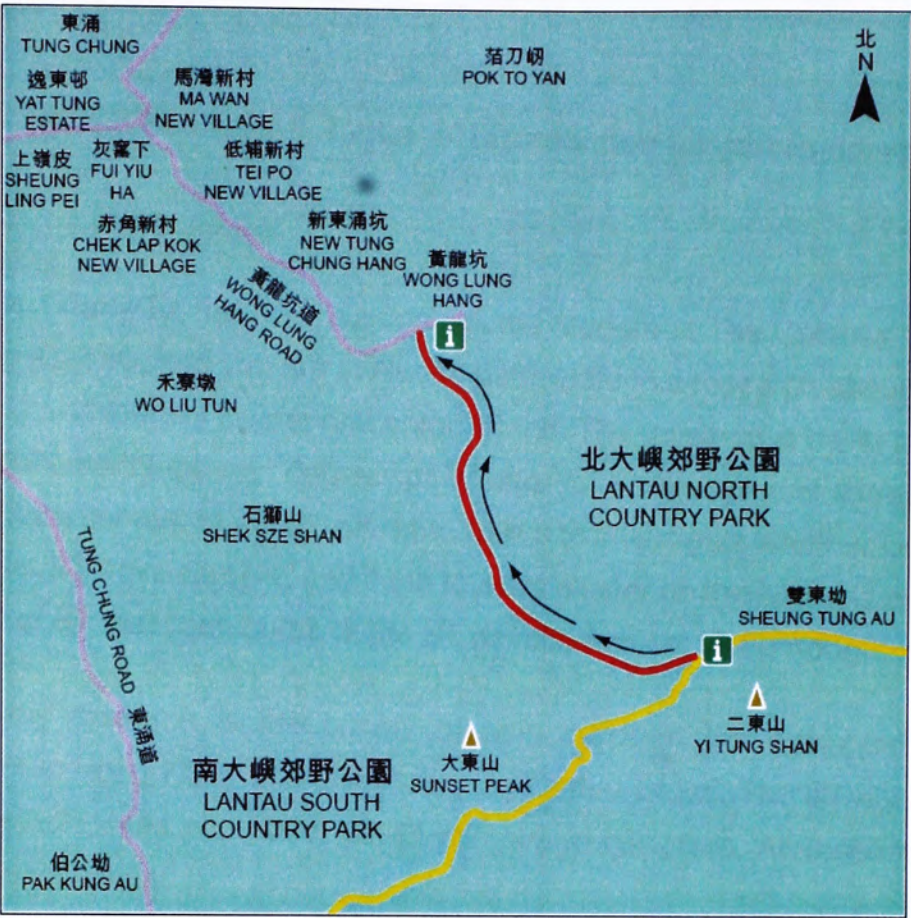 東涌
TUNG CHUNG
北
N
箔刀屻
POK TO YAN
逸東邨
YAT TUNG
ESTATE
馬灣新村
MA WAN
NEW VILLAGE
上嶺皮
SHEUNG
LING PEI
灰窰下
FUI YIU
HA
低埔新村
TEI PO
NEW VILLAGE
赤角新村
CHEK LAP KOK
NEW VILLAGE
新東涌坑
NEW TUNG
CHUNG HANG
黃龍坑
WONG LUNG
HANG
黃龍坑道
WONG LUNG
HANG ROAD
i
禾寮墩
WO LIU TUN
北大嶼郊野公園
LANTAU NORTH
COUNTRY PARK
石獅山
SHEK SZE SHAN
TUNG CHUNG ROAD 東涌道
雙東坳
SHEUNG TUNG AU
i
二東山
YI TUNG SHAN
大東山
SUNSET PEAK
南大嶼郊野公園
LANTAU SOUTH
COUNTRY PARK
伯公坳
PAK KUNG AU